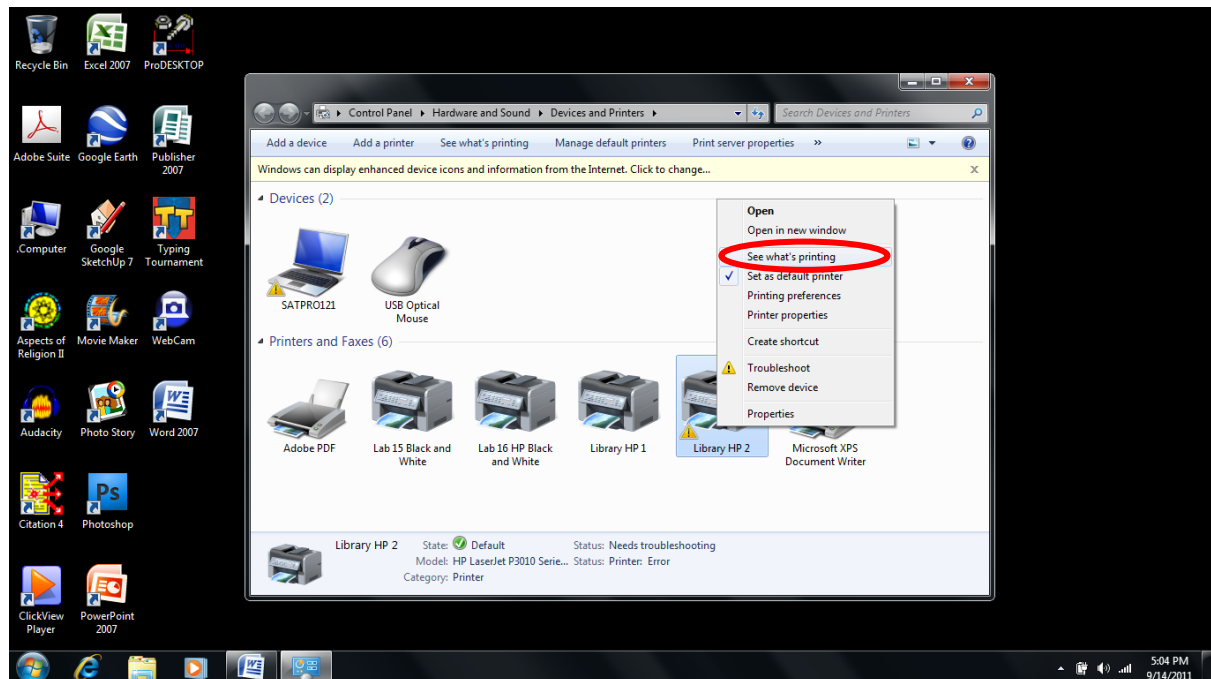 Recycle Bin
Excel 2007
ProDESKTOP
Adobe Suite
Google Earth
Publisher
2007
.Computer
Google
SketchUp 7
Typing
Tournament
Aspects of
Religion II
Movie Maker
WebCam
Audacity
Photo Story
Word 2007
Citation 4
Ps
Photoshop
ClickView
Player
PowerPoint
2007
Control Panel Hardware and Sound Devices and Printers
Search Devices and Printers
Add a device Add a printer See what's printing Manage default printers Print server properties »
Windows can display enhanced device icons and information from the Internet. Click to change...
Devices (2)
SATPRO121
USB Optical
Mouse
Open
Open in new window
See what's printing
Set as default printer
Printing preferences
Printer properties
Create shortcut
Troubleshoot
Remove device
Properties
Printers and Faxes (6)
Adobe PDF
Lab 15 Black and
White
Lab 16 HP Black
and White
Library HP 1
Library HP 2
Microsoft XPS
Document Writer
Library HP 2 State: Default Status: Needs troubleshooting
Model: HP LaserJet P3010 Serie... Status: Printer: Error
Category: Printer
5:04 PM
9/14/2011